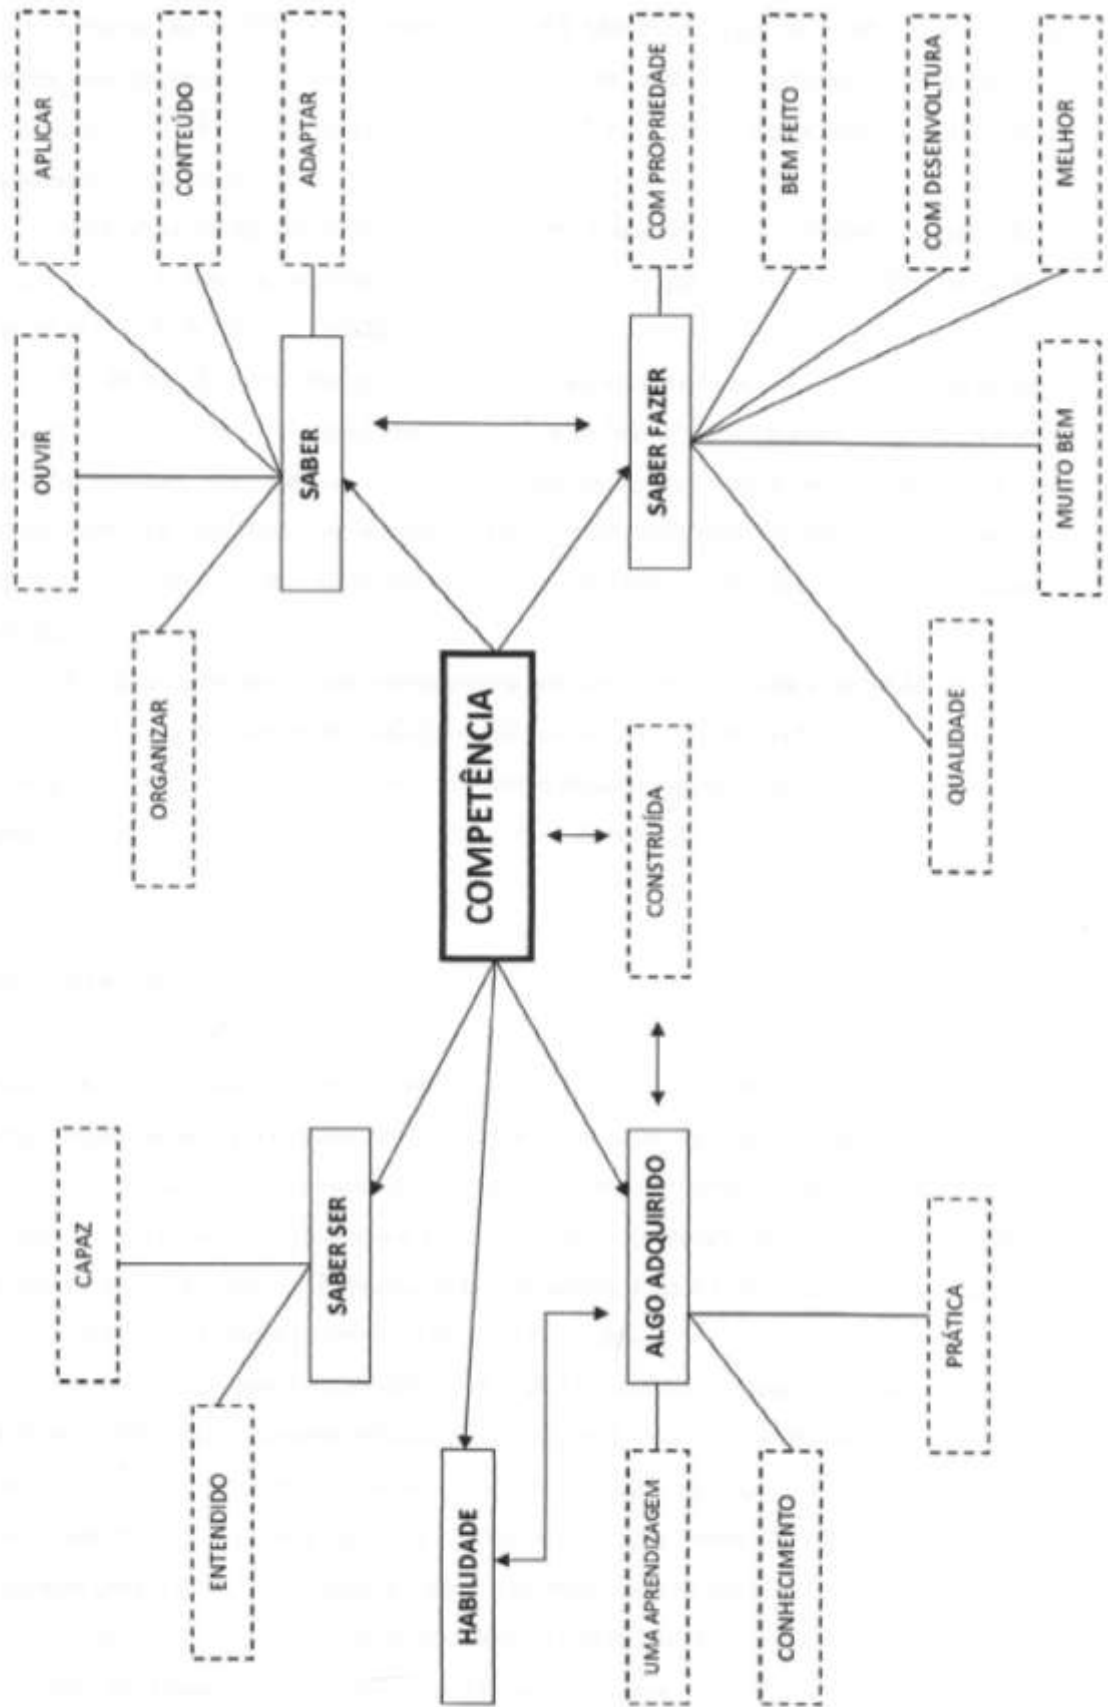 CAPAZ
ORGANIZAR
OUVIR
APLICAR
ENTENDIDO
CONTEÚDO
SABER SER
SABER
ADAPTAR
HABILIDADE
COMPETÊNCIA
UMA APRENDIZAGEM
ALGO ADQUIRIDO
CONSTRUÍDA
SABER FAZER
COM PROPRIEDADE
CONHECIMENTO
BEM FEITO
PRÁTICA
QUALIDADE
COM DESENVOLTURA
MUITO BEM
MELHOR